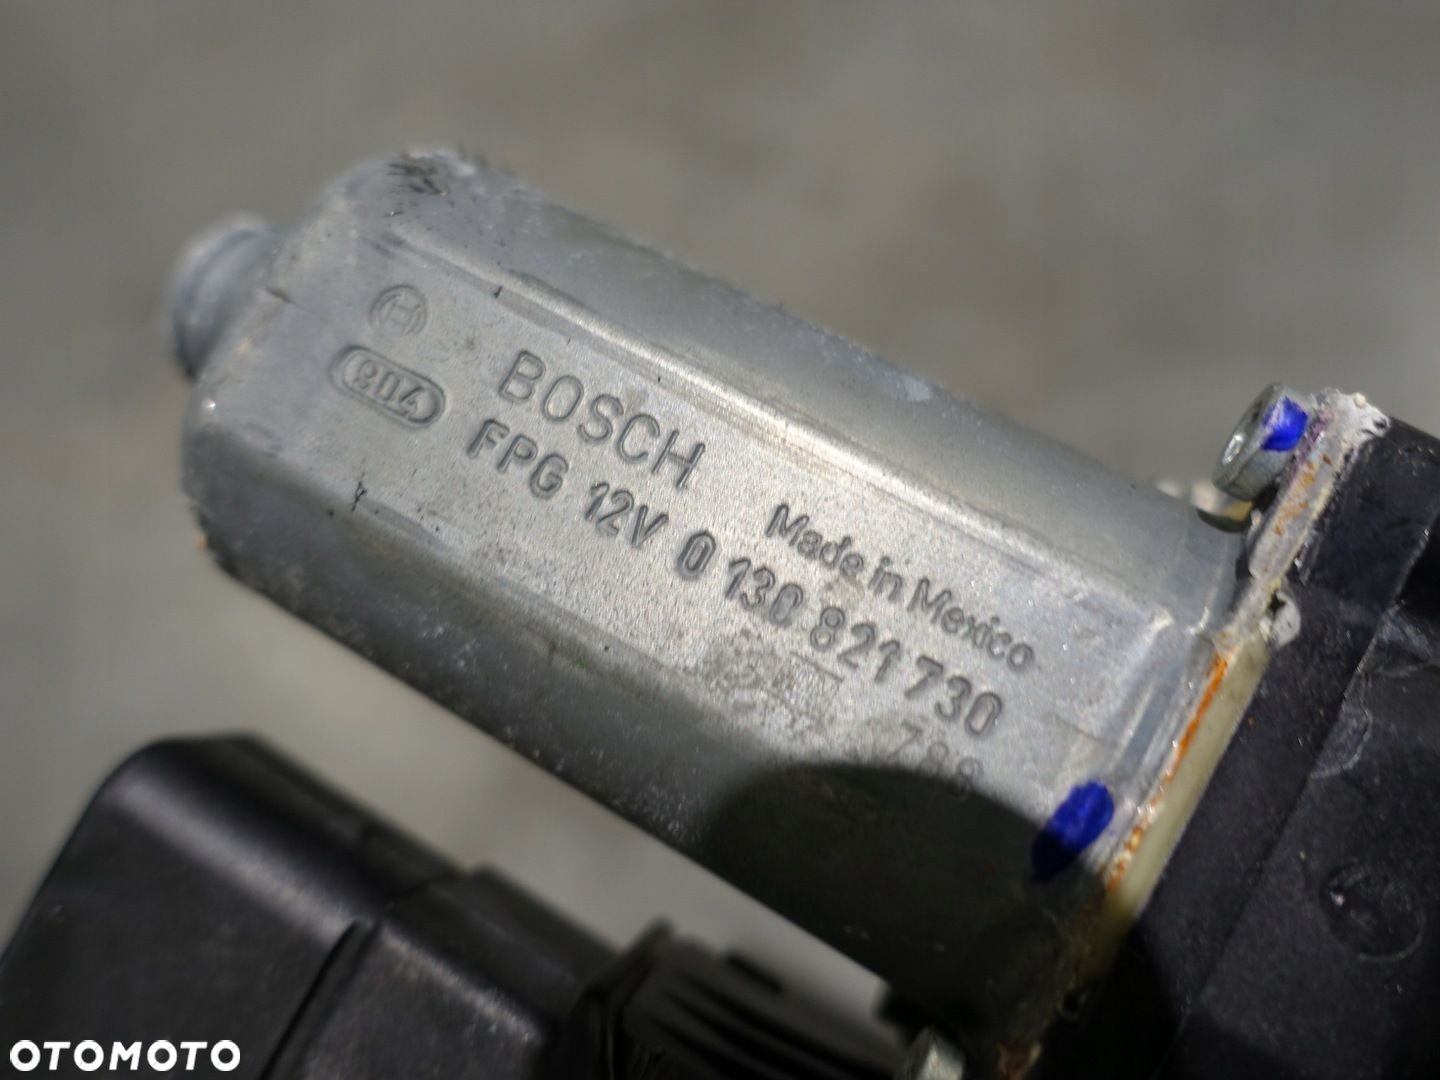 BOSCH
804
FPG 12V 0 130 821 730
Made in Mexico
OTOMOTO